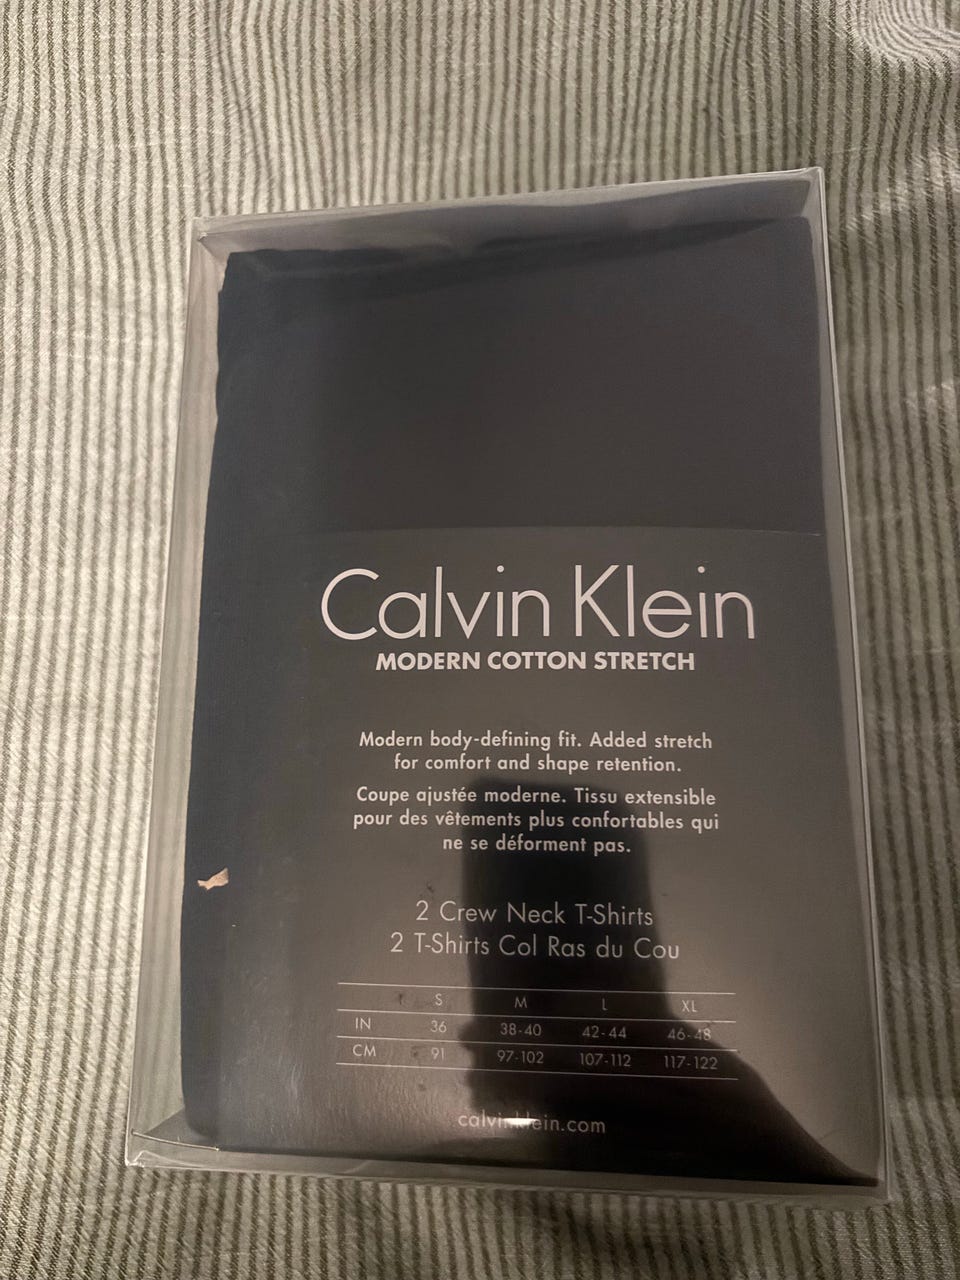 Calvin Klein
MODERN COTTON STRETCH
Modern body-defining fit. Added stretch
for comfort and shape retention.
Coupe ajustée moderne. Tissu extensible
pour des vêtements plus confortables qui
ne se déforment pas.
2 Crew Neck T-Shirts
2 T-Shirts Col Ras du Cou
S M L XL
IN 36 38-40 42-44 46-48
CM 91 97-102 107-112 117-122
calvinklein.com